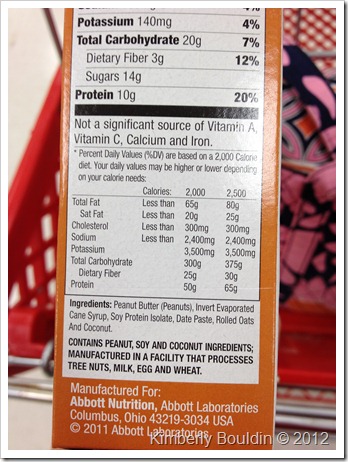 4%
Potassium 140mg 4%
Total Carbohydrate 20g 7%
Dietary Fiber 3g 12%
Sugars 14g
Protein 10g 20%
Not a significant source of Vitamin A,
Vitamin C, Calcium and Iron.
* Percent Daily Values (%DV) are based on a 2,000 Calorie
diet. Your daily values may be higher or lower depending
on your calorie needs:
Calories: 2,000 2,500
Total Fat Less than 65g 80g
Sat Fat Less than 20g 25g
Cholesterol Less than 300mg 300mg
Sodium Less than 2,400mg 2,400mg
Potassium 3,500mg 3,500mg
Total Carbohydrate 300g 375g
Dietary Fiber 25g 30g
Protein 50g 65g
Ingredients: Peanut Butter (Peanuts), Invert Evaporated
Cane Syrup, Soy Protein Isolate, Date Paste, Rolled Oats
And Coconut.
CONTAINS PEANUT, SOY AND COCONUT INGREDIENTS;
MANUFACTURED IN A FACILITY THAT PROCESSES
TREE NUTS, MILK, EGG AND WHEAT.
Manufactured For:
Abbott Nutrition, Abbott Laboratories
Columbus, Ohio 43219-3034 USA
© 2011 Abbott Laboratories
Kimberly Bouldin © 2012